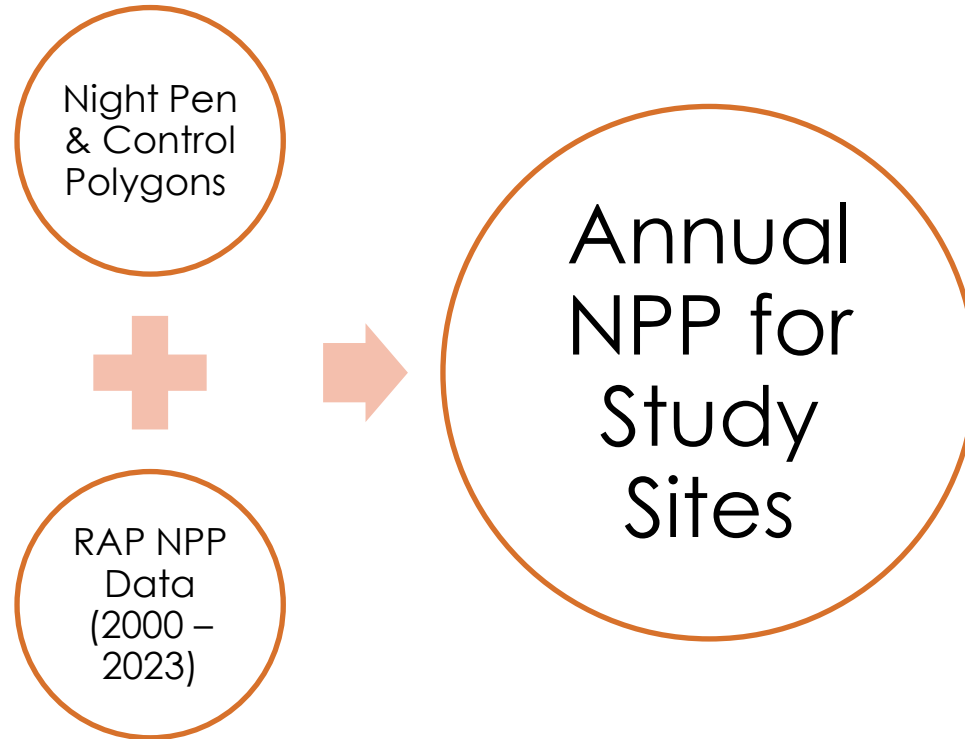 Night Pen
& Control
Polygons
RAP NPP
Data
(2000 –
2023)
Annual
NPP for
Study
Sites